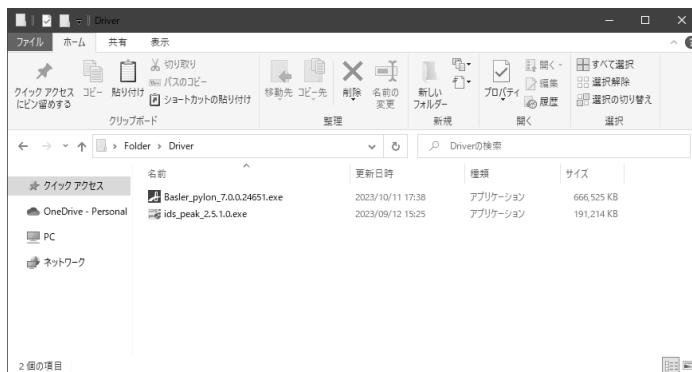 Driver
ファイル ホーム 共有 表示
クイック アクセスにピン留めする
コピー
貼り付け
切り取り
パスのコピー
ショートカットの貼り付け
移動先
コピー先
削除
名前の変更
新しいフォルダー
プロパティ
開く
編集
履歴
すべて選択
選択解除
選択の切り替え
クリップボード 整理 新規 開く 選択
Folder > Driver
Driverの検索
名前 更新日時 種類 サイズ
クイック アクセス
OneDrive - Personal
PC
ネットワーク
Basler_pylon_7.0.0.24651.exe 2023/10/11 17:38 アプリケーション 666,525 KB
ids_peak_2.5.1.0.exe 2023/09/12 15:25 アプリケーション 191,214 KB
2 個の項目